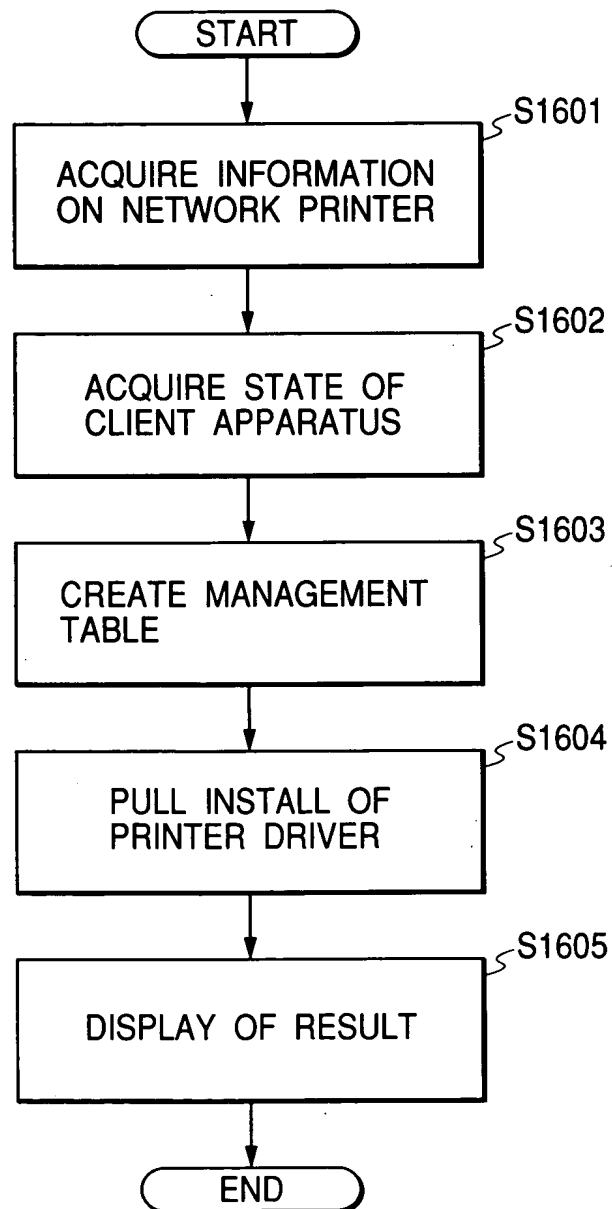 START
S1601
ACQUIRE INFORMATION
ON NETWORK PRINTER
S1602
ACQUIRE STATE OF
CLIENT APPARATUS
S1603
CREATE MANAGEMENT
TABLE
S1604
PULL INSTALL OF
PRINTER DRIVER
S1605
DISPLAY OF RESULT
END